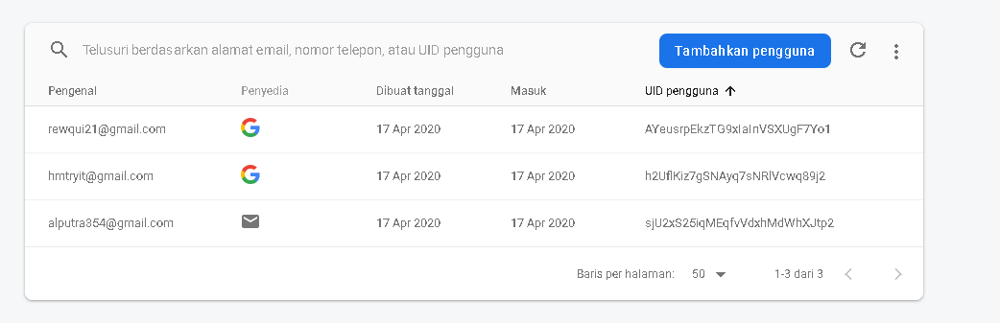 Telusuri berdasarkan alamat email, nomor telepon, atau UID pengguna Tambahkan pengguna
Pengenal Penyedia Dibuat tanggal Masuk UID pengguna
rewqui21@gmail.com 17 Apr 2020 17 Apr 2020 AYeusrpEkzTG9xIaInVSXUgF7Yo1
hmtryit@gmail.com 17 Apr 2020 17 Apr 2020 h2UflKiz7gSNAyq7sNRlVcwq89j2
alputra354@gmail.com 17 Apr 2020 17 Apr 2020 sjU2xS25iqMEqfvVdxhMdWhXJtp2
Baris per halaman: 50 1-3 dari 3